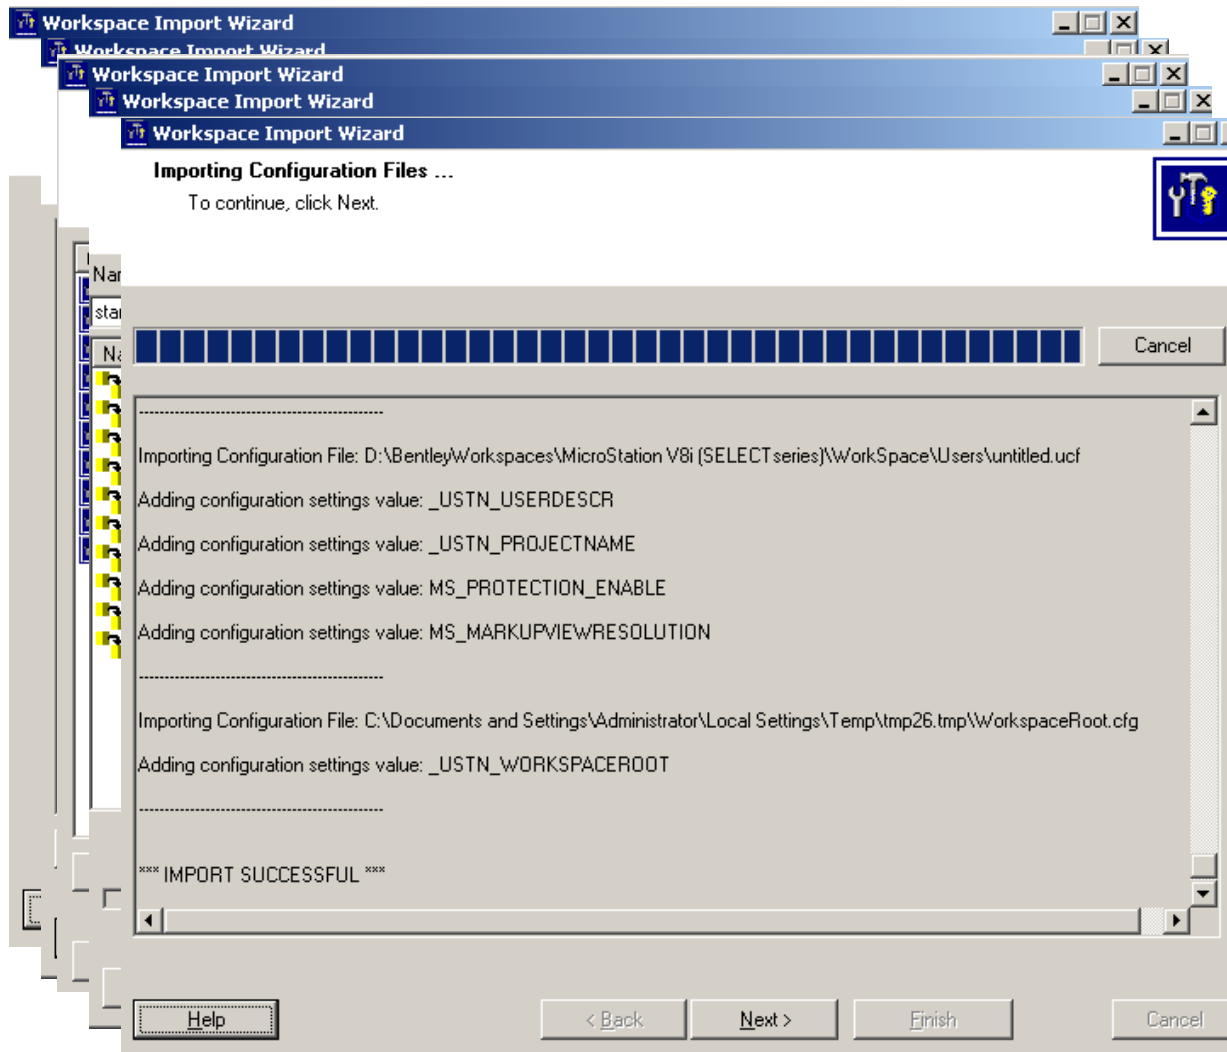 Workspace Import Wizard
Workspace Import Wizard
Workspace Import Wizard
Workspace Import Wizard
Workspace Import Wizard
Importing Configuration Files ...
To continue, click Next.
Cancel
-----------------------------------------------
Importing Configuration File: D:\BentleyWorkspaces\MicroStation V8i (SELECTseries)\WorkSpace\Users\untitled.ucf
Adding configuration settings value: _USTN_USERDESCR
Adding configuration settings value: _USTN_PROJECTNAME
Adding configuration settings value: MS_PROTECTION_ENABLE
Adding configuration settings value: MS_MARKUPVIEWRESOLUTION
-----------------------------------------------
Importing Configuration File: C:\Documents and Settings\Administrator\Local Settings\Temp\tmp26.tmp\WorkspaceRoot.cfg
Adding configuration settings value: _USTN_WORKSPACEROOT
-----------------------------------------------
*** IMPORT SUCCESSFUL ***
Help < Back Next > Finish Cancel